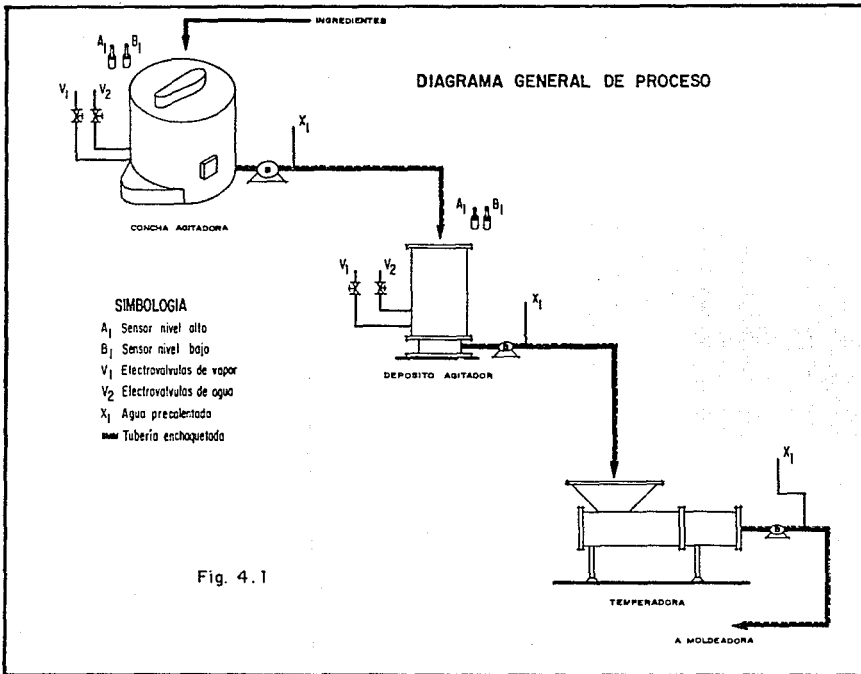 INGREDIENTES
A1 B1
DIAGRAMA GENERAL DE PROCESO
V1 V2
X1
a
CONCHA AGITADORA
A1 B1
V1 V2
X1
b
DEPOSITO AGITADOR
SIMBOLOGIA
A1 Sensor nivel alto
B1 Sensor nivel bajo
V1 Electrovalvulas de vapor
V2 Electrovalvulas de agua
X1 Agua precalentada
Tubería enchaquetada
X1
b
TEMPERADORA
A MOLDEADORA
Fig. 4.1